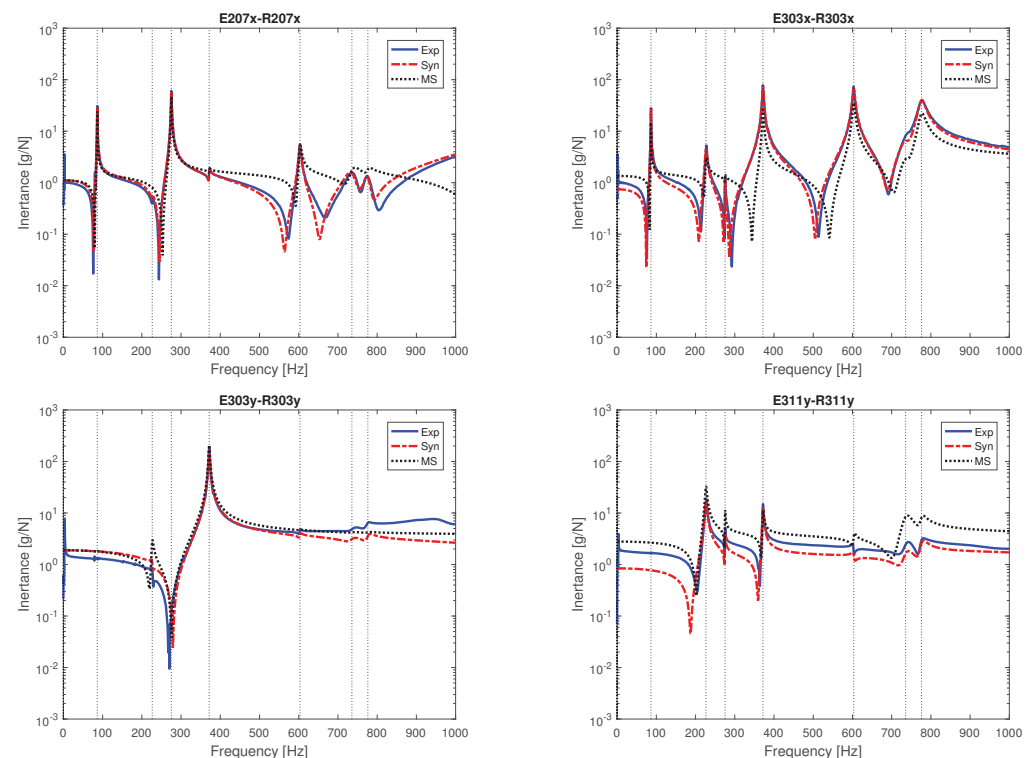 E207x-R207x
Inertance [g/N]
10^3
10^2
10^1
10^0
10^-1
10^-2
10^-3
0 100 200 300 400 500 600 700 800 900 1000
Frequency [Hz]
Exp
Syn
MS
E303x-R303x
Inertance [g/N]
10^3
10^2
10^1
10^0
10^-1
10^-2
10^-3
0 100 200 300 400 500 600 700 800 900 1000
Frequency [Hz]
Exp
Syn
MS
E303y-R303y
Inertance [g/N]
10^3
10^2
10^1
10^0
10^-1
10^-2
10^-3
0 100 200 300 400 500 600 700 800 900 1000
Frequency [Hz]
Exp
Syn
MS
E311y-R311y
Inertance [g/N]
10^3
10^2
10^1
10^0
10^-1
10^-2
10^-3
0 100 200 300 400 500 600 700 800 900 1000
Frequency [Hz]
Exp
Syn
MS